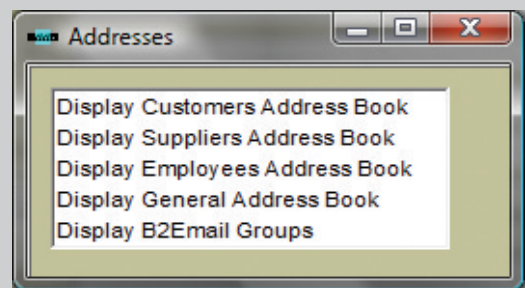 Addresses
Display Customers Address Book
Display Suppliers Address Book
Display Employees Address Book
Display General Address Book
Display B2Email Groups